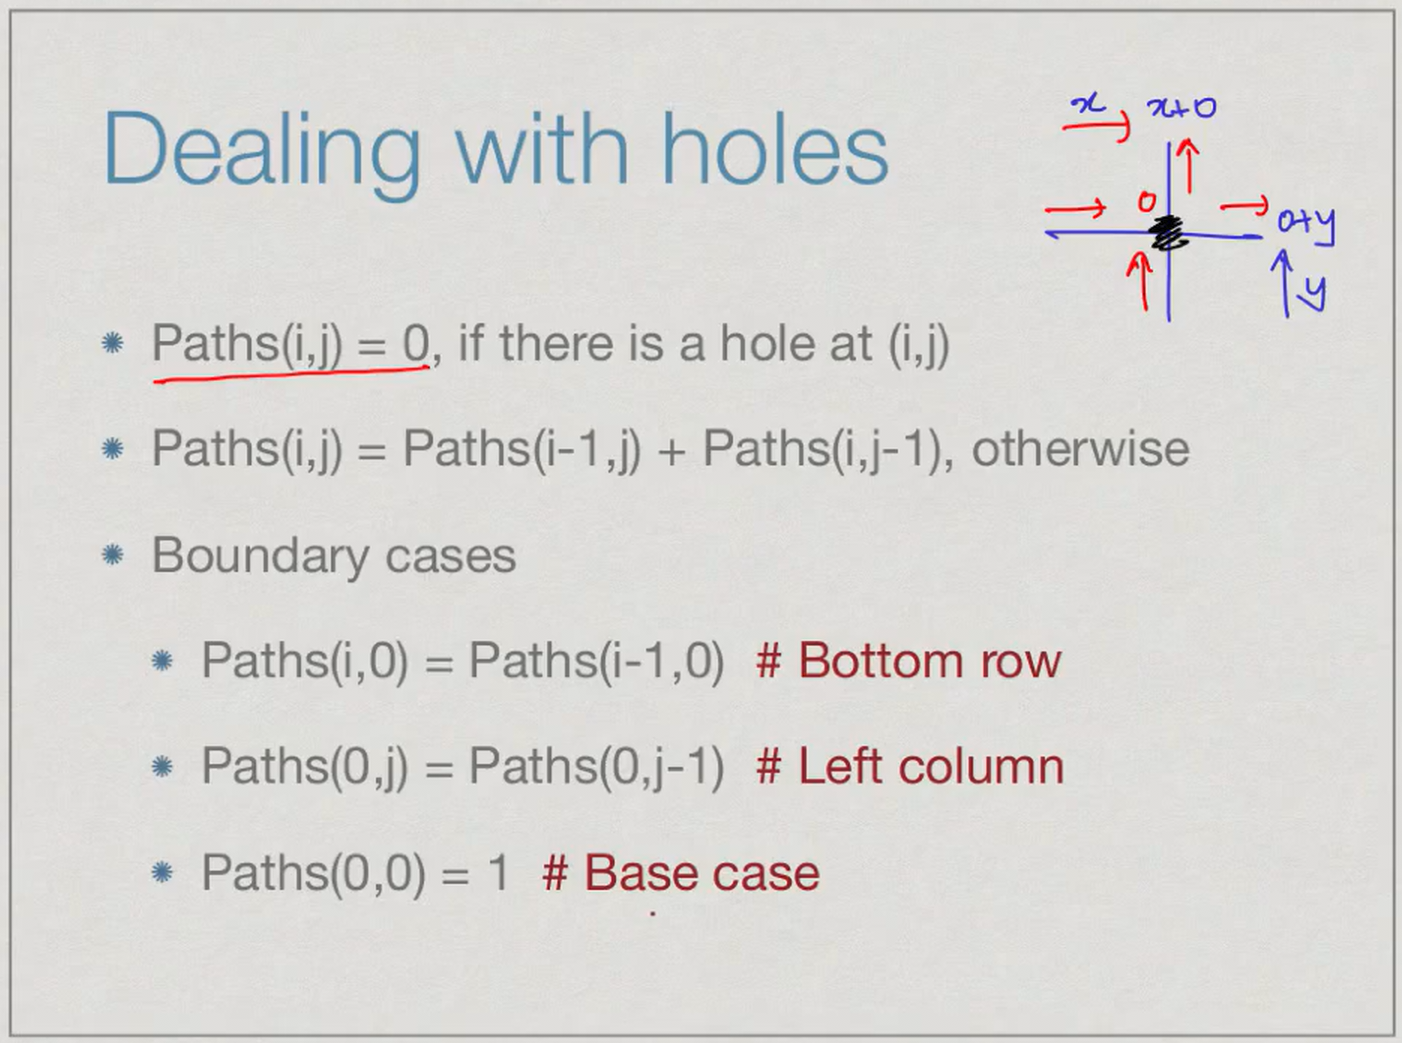 Dealing with holes
x x+0
0
0+y
y
Paths(i,j) = 0, if there is a hole at (i,j)
Paths(i,j) = Paths(i-1,j) + Paths(i,j-1), otherwise
Boundary cases
Paths(i,0) = Paths(i-1,0) # Bottom row
Paths(0,j) = Paths(0,j-1) # Left column
Paths(0,0) = 1 # Base case